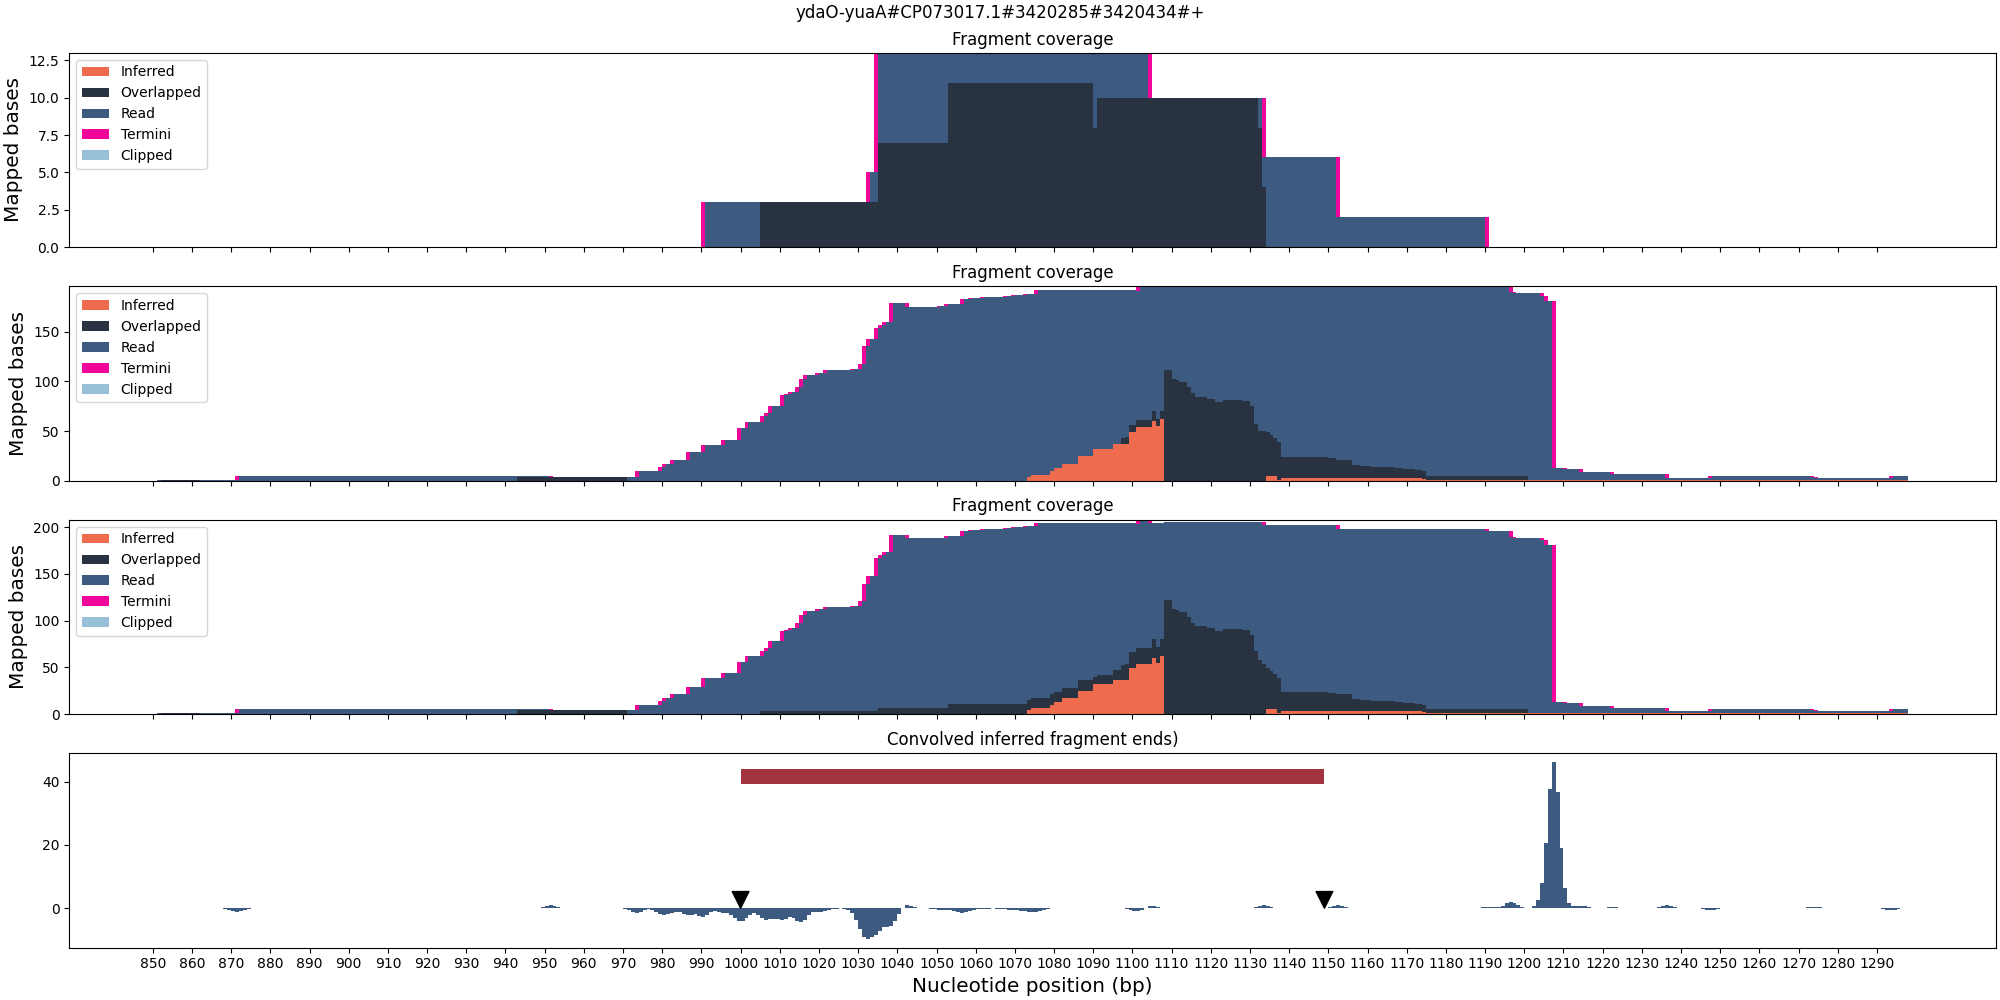 ydaO-yuaA#CP073017.1#3420285#3420434#+
Fragment coverage
Mapped bases
12.5
10.0
7.5
5.0
2.5
0.0
Inferred
Overlapped
Read
Termini
Clipped
Fragment coverage
Mapped bases
150
100
50
0
Inferred
Overlapped
Read
Termini
Clipped
Fragment coverage
Mapped bases
200
150
100
50
0
Inferred
Overlapped
Read
Termini
Clipped
Convolved inferred fragment ends)
40
20
0
850 860 870 880 890 900 910 920 930 940 950 960 970 980 990 1000 1010 1020 1030 1040 1050 1060 1070 1080 1090 1100 1110 1120 1130 1140 1150 1160 1170 1180 1190 1200 1210 1220 1230 1240 1250 1260 1270 1280 1290
Nucleotide position (bp)